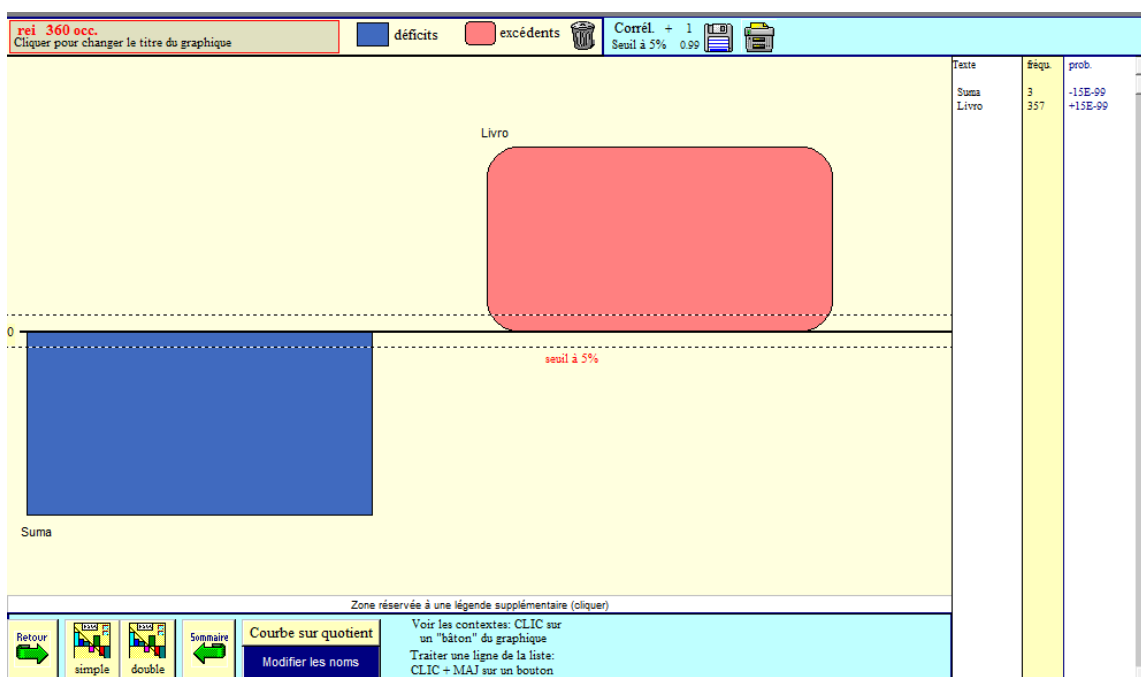 rei 360 occ.
Cliquer pour changer le titre du graphique
déficits
excédents
Corrél. + 1
Seuil à 5% 0.99
Texte fréqu. prob.
Suma 3 -15E-99
Livro 357 +15E-99
Livro
0
seuil à 5%
Suma
Zone réservée à une légende supplémentaire (cliquer)
Retour
simple
double
Sommaire
Courbe sur quotient
Modifier les noms
Voir les contextes: CLIC sur
un "bâton" du graphique
Traiter une ligne de la liste:
CLIC + MAJ sur un bouton